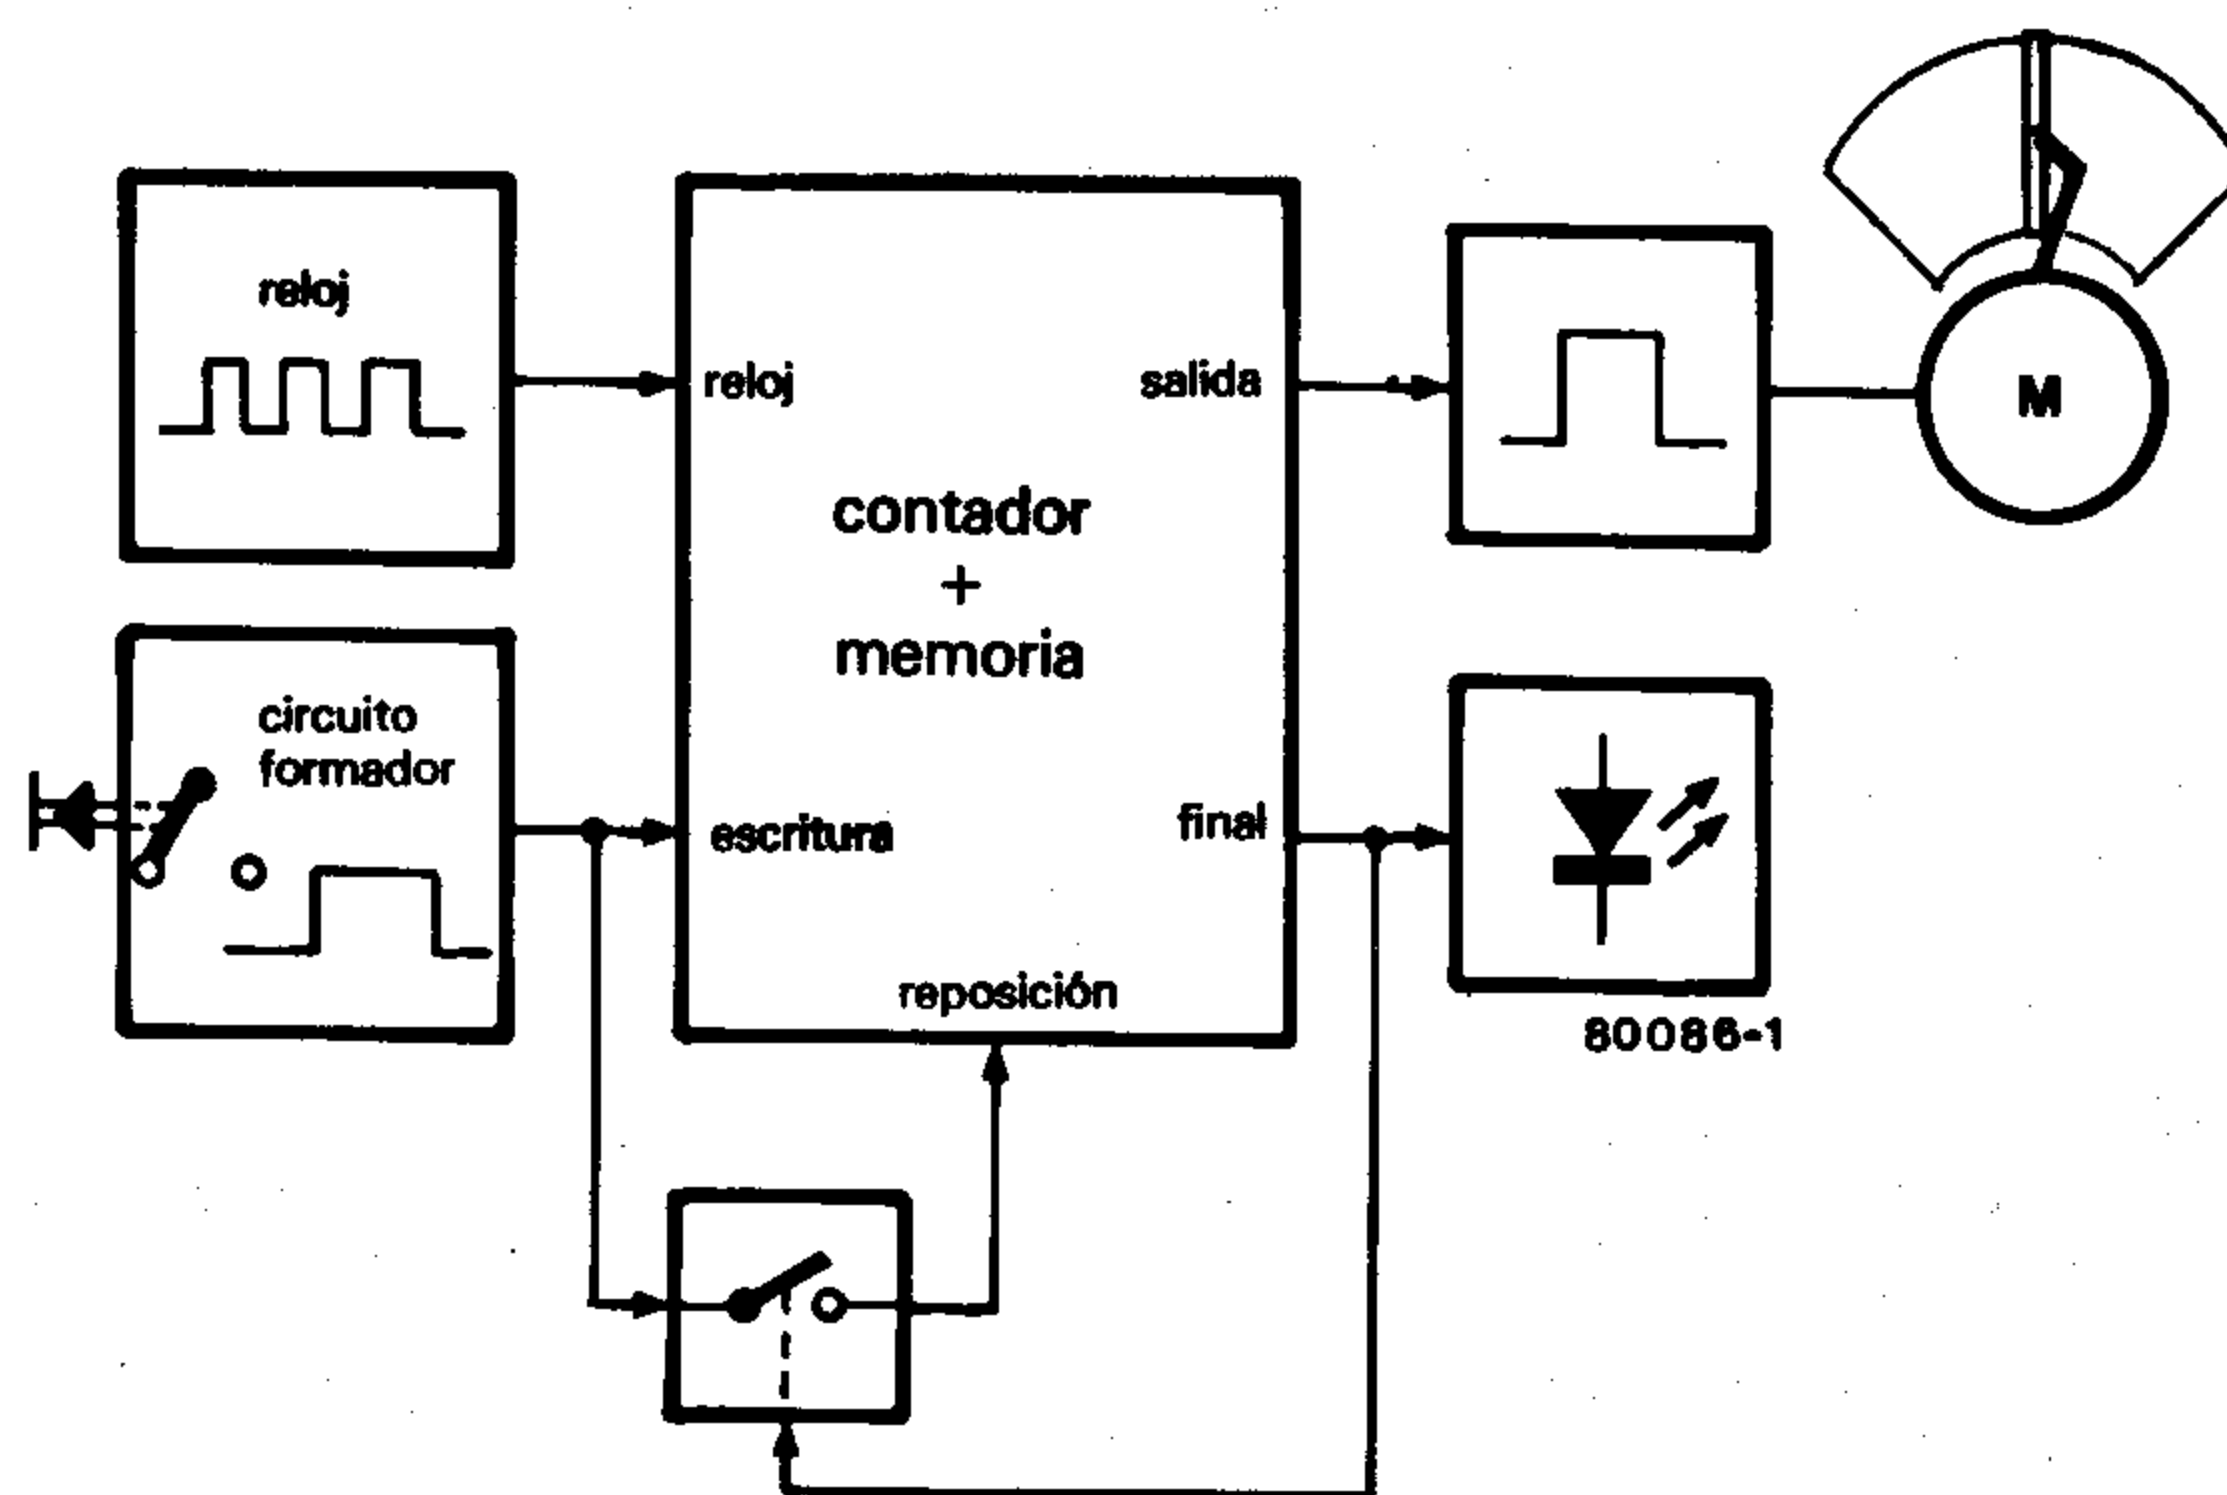 reloj
reloj
salida
M
contador
+
memoria
circuito
formador
escritura
final
reposición
80086-1